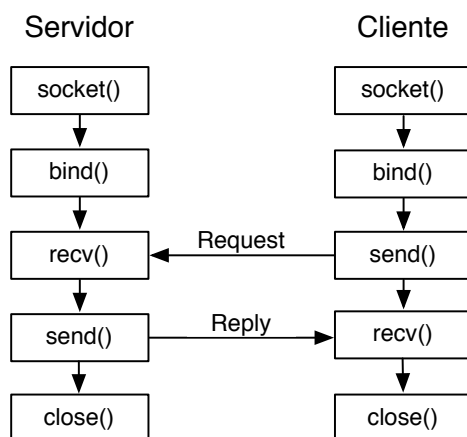 Servidor
Cliente
socket()
socket()
bind()
bind()
recv()
Request
send()
send()
Reply
recv()
close()
close()